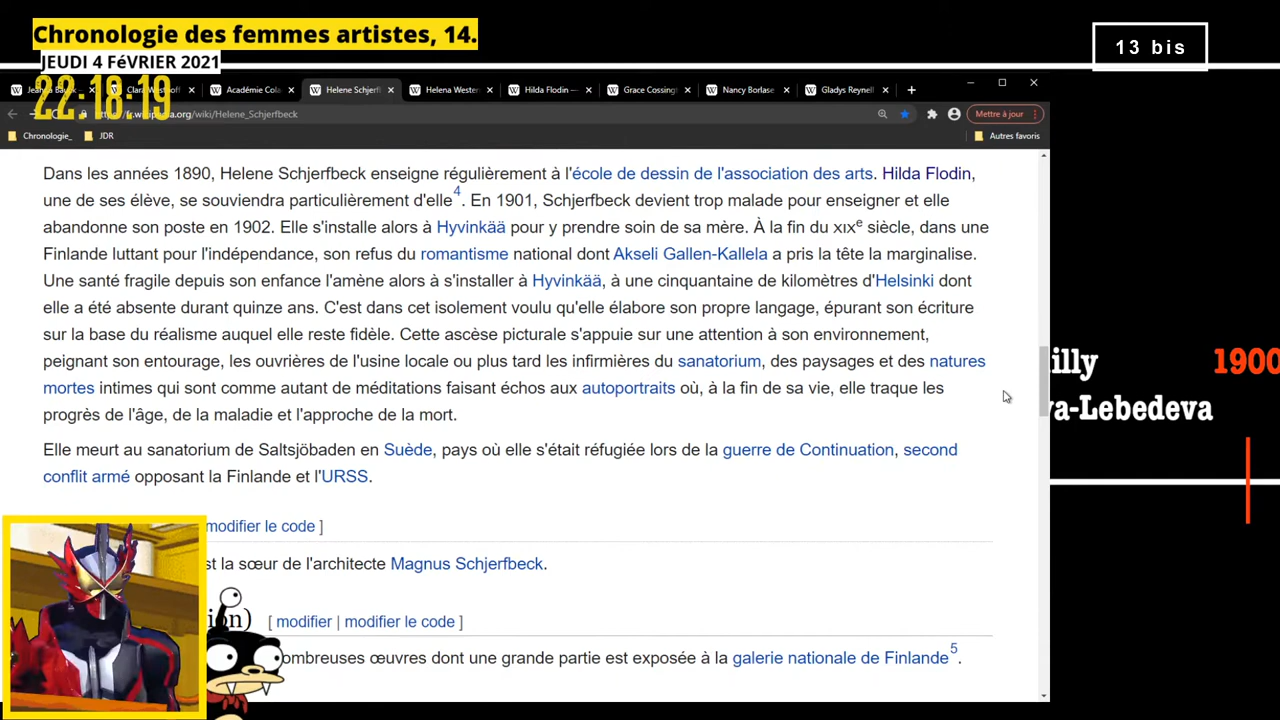 Chronologie des femmes artistes, 14.
JEUDI 4 FéVRIER 2021
22:18:19
13 bis
Académie Cola
Helene Schjerf
Helena Wester
Hilda Flodin —
Grace Cossingt
Nancy Borlase
Gladys Reynell
.org/wiki/Helene_Schjerfbeck
Mettre à jour
Chronologie_
JDR
Autres favoris
Dans les années 1890, Helene Schjerfbeck enseigne régulièrement à l'école de dessin de l'association des arts. Hilda Flodin,
une de ses élève, se souviendra particulièrement d'elle4. En 1901, Schjerfbeck devient trop malade pour enseigner et elle
abandonne son poste en 1902. Elle s'installe alors à Hyvinkää pour y prendre soin de sa mère. À la fin du XIXe siècle, dans une
Finlande luttant pour l'indépendance, son refus du romantisme national dont Akseli Gallen-Kallela a pris la tête la marginalise.
Une santé fragile depuis son enfance l'amène alors à s'installer à Hyvinkää, à une cinquantaine de kilomètres d'Helsinki dont
elle a été absente durant quinze ans. C'est dans cet isolement voulu qu'elle élabore son propre langage, épurant son écriture
sur la base du réalisme auquel elle reste fidèle. Cette ascèse picturale s'appuie sur une attention à son environnement,
peignant son entourage, les ouvrières de l'usine locale ou plus tard les infirmières du sanatorium, des paysages et des natures
mortes intimes qui sont comme autant de méditations faisant échos aux autoportraits où, à la fin de sa vie, elle traque les
progrès de l'âge, de la maladie et l'approche de la mort.
Elle meurt au sanatorium de Saltsjöbaden en Suède, pays où elle s'était réfugiée lors de la guerre de Continuation, second
conflit armé opposant la Finlande et l'URSS.
modifier le code ]
st la sœur de l'architecte Magnus Schjerfbeck.
ion) [ modifier | modifier le code ]
ombreuses œuvres dont une grande partie est exposée à la galerie nationale de Finlande5.
illy
1900
va-Lebedeva